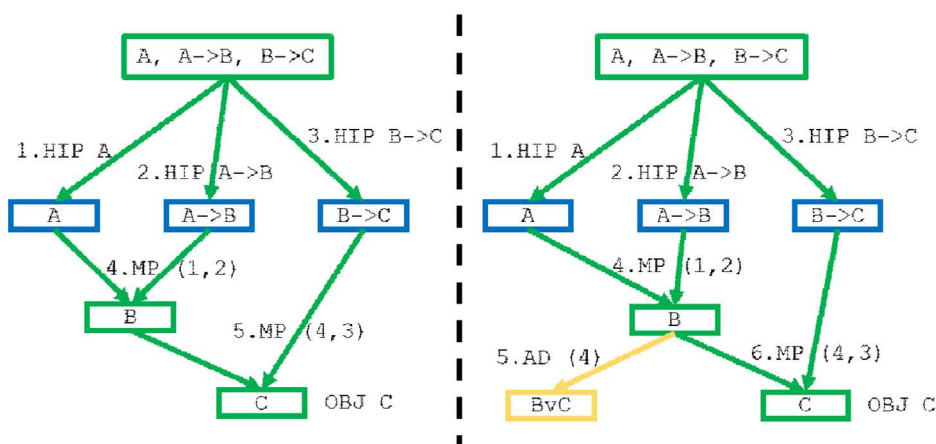 A, A->B, B->C
1.HIP A
2.HIP A->B
3.HIP B->C
A
A->B
B->C
4.MP (1,2)
B
5.MP (4,3)
C
OBJ C
A, A->B, B->C
1.HIP A
2.HIP A->B
3.HIP B->C
A
A->B
B->C
4.MP (1,2)
B
5.AD (4)
6.MP (4,3)
BvC
C
OBJ C